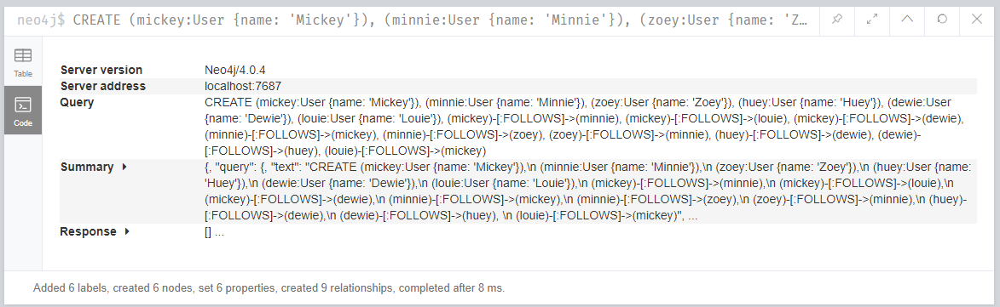 neo4j$ CREATE (mickey:User {name: 'Mickey'}), (minnie:User {name: 'Minnie'}), (zoey:User {name: 'Z…
Table
Code
Server version Neo4j/4.0.4
Server address localhost:7687
Query CREATE (mickey:User {name: 'Mickey'}), (minnie:User {name: 'Minnie'}), (zoey:User {name: 'Zoey'}), (huey:User {name: 'Huey'}), (dewie:User
{name: 'Dewie'}), (louie:User {name: 'Louie'}), (mickey)-[:FOLLOWS]->(minnie), (mickey)-[:FOLLOWS]->(louie), (mickey)-[:FOLLOWS]->(dewie),
(minnie)-[:FOLLOWS]->(mickey), (minnie)-[:FOLLOWS]->(zoey), (zoey)-[:FOLLOWS]->(minnie), (huey)-[:FOLLOWS]->(dewie), (dewie)-
[:FOLLOWS]->(huey), (louie)-[:FOLLOWS]->(mickey)
Summary {, "query": {, "text": "CREATE (mickey:User {name: 'Mickey'}),\n (minnie:User {name: 'Minnie'}),\n (zoey:User {name: 'Zoey'}),\n (huey:User {name:
'Huey'}),\n (dewie:User {name: 'Dewie'}),\n (louie:User {name: 'Louie'}),\n (mickey)-[:FOLLOWS]->(minnie),\n (mickey)-[:FOLLOWS]->(louie),\n
(mickey)-[:FOLLOWS]->(dewie),\n (minnie)-[:FOLLOWS]->(mickey),\n (minnie)-[:FOLLOWS]->(zoey),\n (zoey)-[:FOLLOWS]->(minnie),\n (huey)-
[:FOLLOWS]->(dewie),\n (dewie)-[:FOLLOWS]->(huey), \n (louie)-[:FOLLOWS]->(mickey)", ...
Response [] ...
Added 6 labels, created 6 nodes, set 6 properties, created 9 relationships, completed after 8 ms.